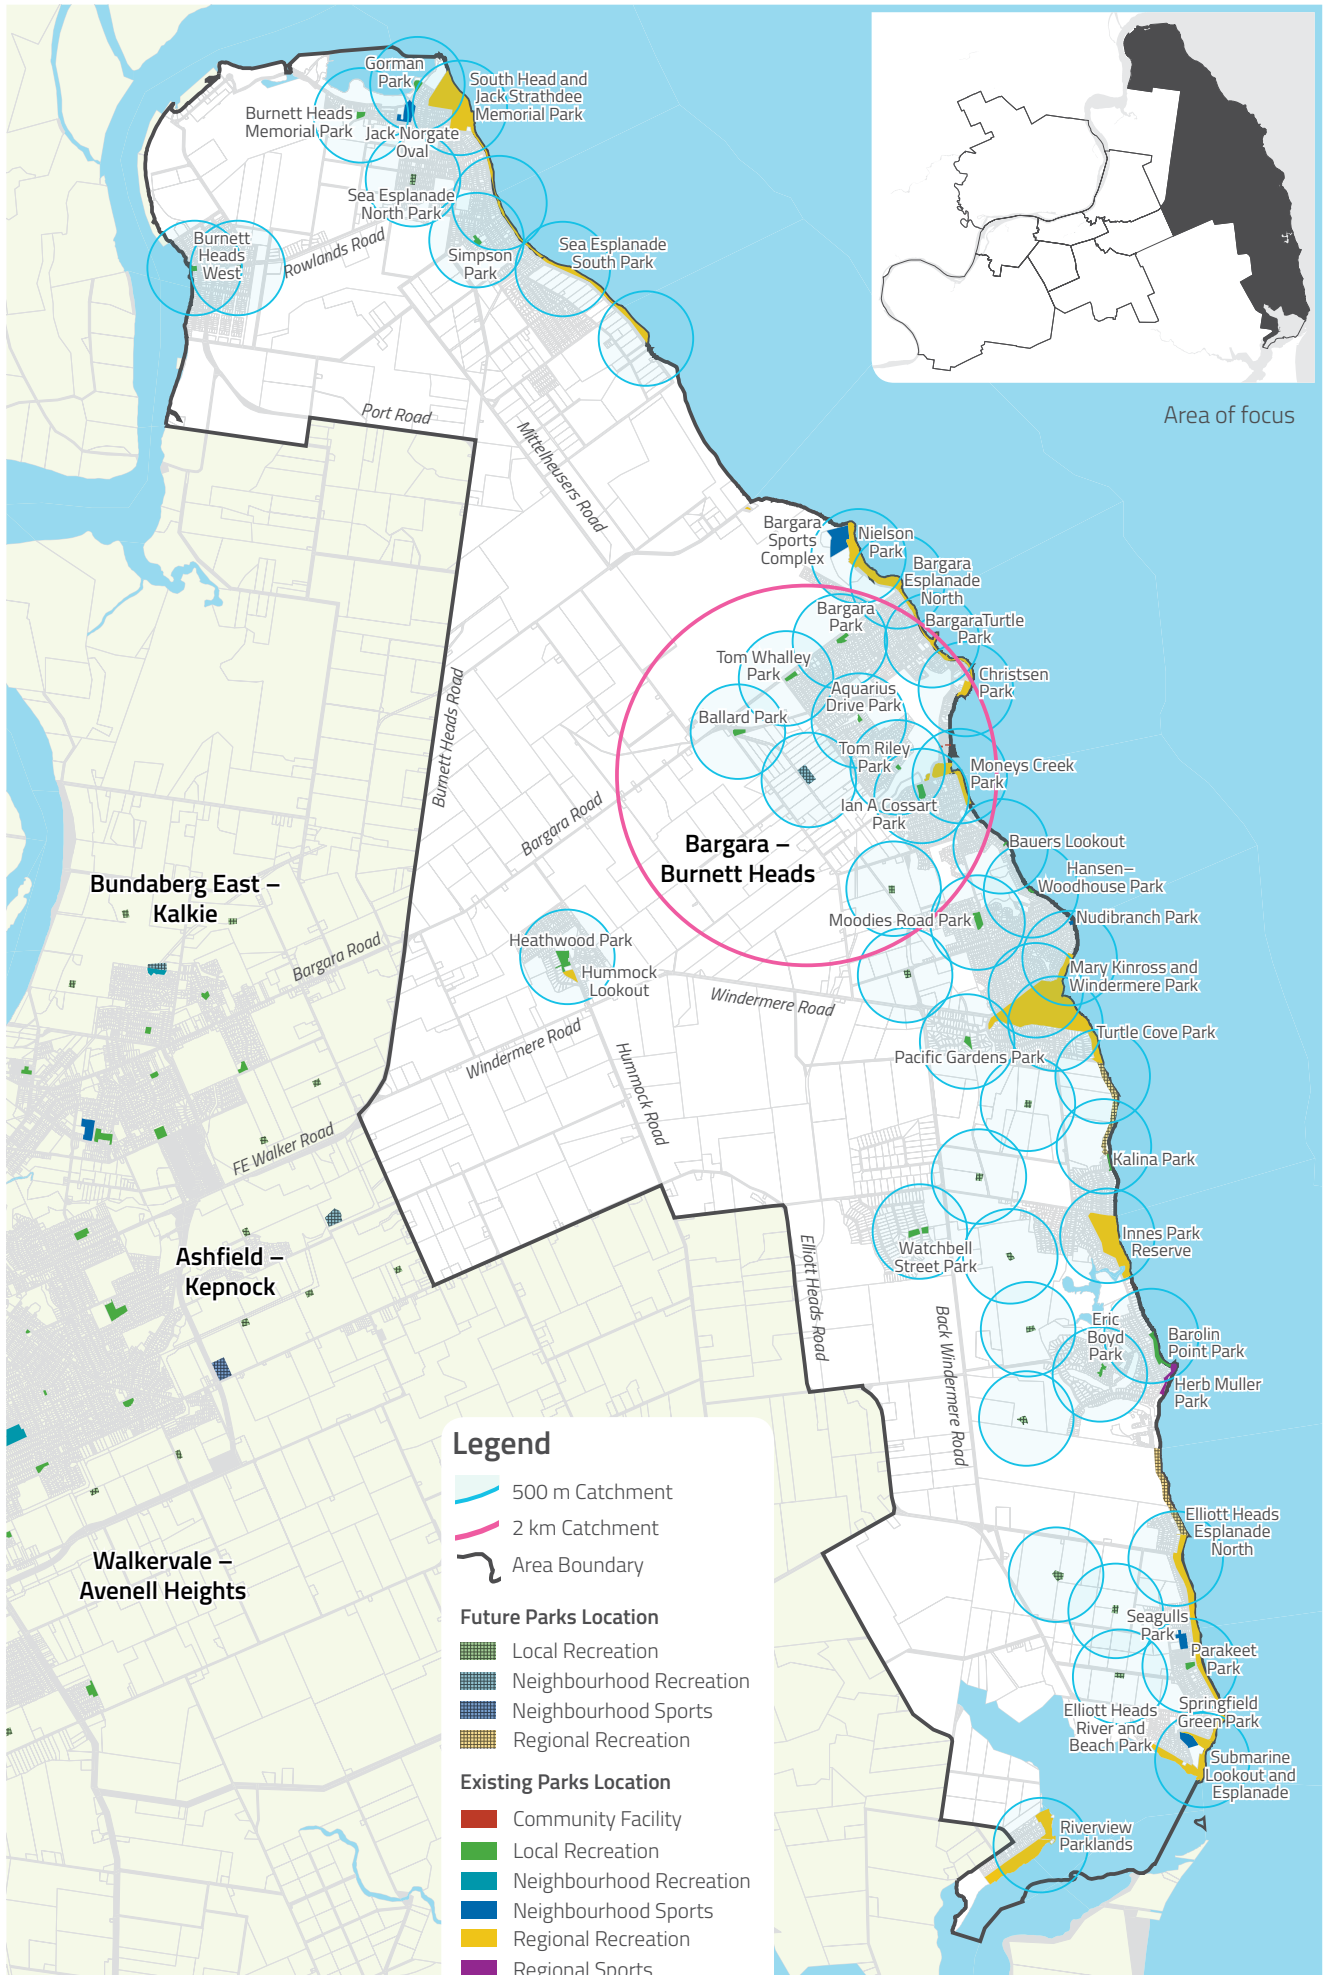 Gorman
Park
South Head and
Jack Strathdee
Memorial Park
Burnett Heads
Memorial Park
Jack Norgate
Oval
Sea Esplanade
North Park
Burnett
Heads
West
Rowlands Road
Simpson
Park
Sea Esplanade
South Park
Area of focus
Port Road
Mittelheusers Road
Bargara
Sports
Complex
Nielson
Park
Bargara
Esplanade
North
Bargara
Park
BargaraTurtle
Park
Tom Whalley
Park
Christsen
Park
Aquarius
Drive Park
Ballard Park
Burnett Heads Road
Tom Riley
Park
Moneys Creek
Park
Ian A Cossart
Park
Bargara Road
Bargara –
Burnett Heads
Bauers Lookout
Hansen–
Woodhouse Park
Bundaberg East –
Kalkie
Moodies Road Park
Nudibranch Park
Heathwood Park
Bargara Road
Hummock
Lookout
Mary Kinross and
Windermere Park
Windermere Road
Windermere Road
Turtle Cove Park
Pacific Gardens Park
Hummock Road
FE Walker Road
Kalina Park
Ashfield –
Kepnock
Watchbell
Street Park
Innes Park
Reserve
Elliott Heads Road
Back Windermere Road
Eric
Boyd
Park
Barolin
Point Park
Herb Muller
Park
Legend
500 m Catchment
2 km Catchment
Area Boundary
Future Parks Location
Local Recreation
Neighbourhood Recreation
Neighbourhood Sports
Regional Recreation
Existing Parks Location
Community Facility
Local Recreation
Neighbourhood Recreation
Neighbourhood Sports
Regional Recreation
Regional Sports
Walkervale –
Avenell Heights
Elliott Heads
Esplanade
North
Seagulls
Park
Parakeet
Park
Elliott Heads
River and
Beach Park
Springfield
Green Park
Submarine
Lookout and
Esplanade
Riverview
Parklands